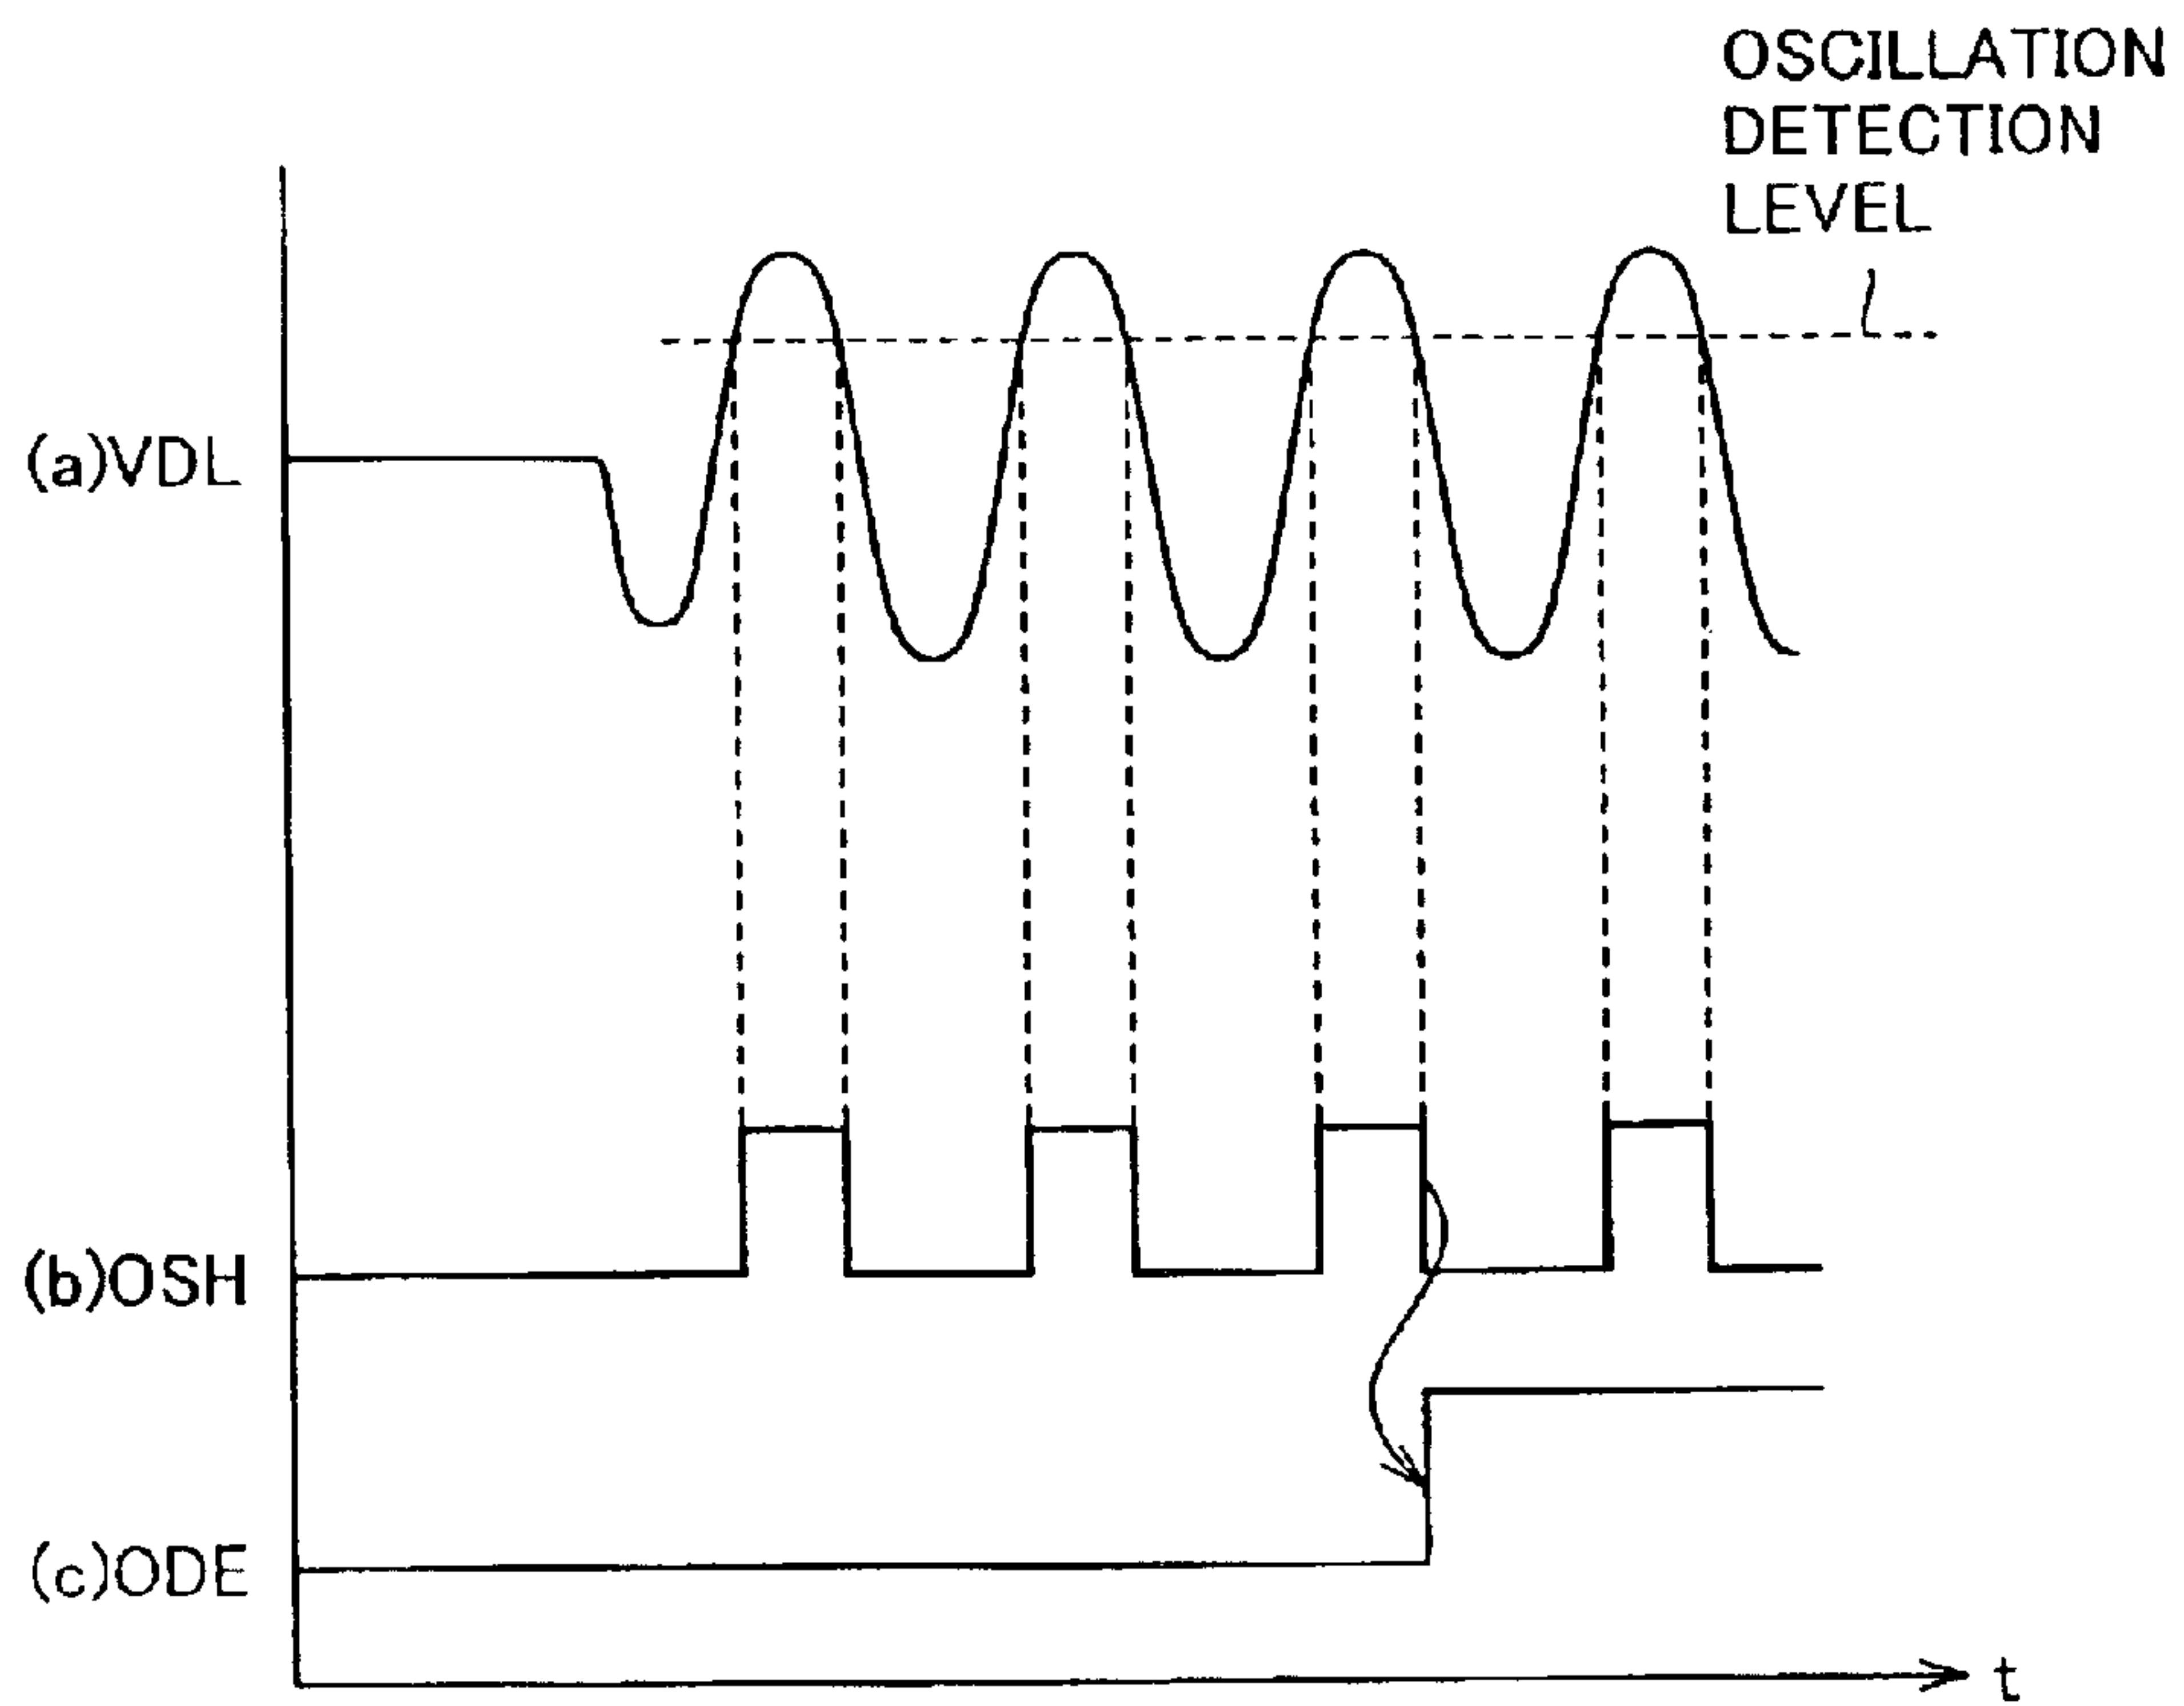 OSCILLATION
DETECTION
LEVEL
(a)VDL
(b)OSH
(c)ODE
t